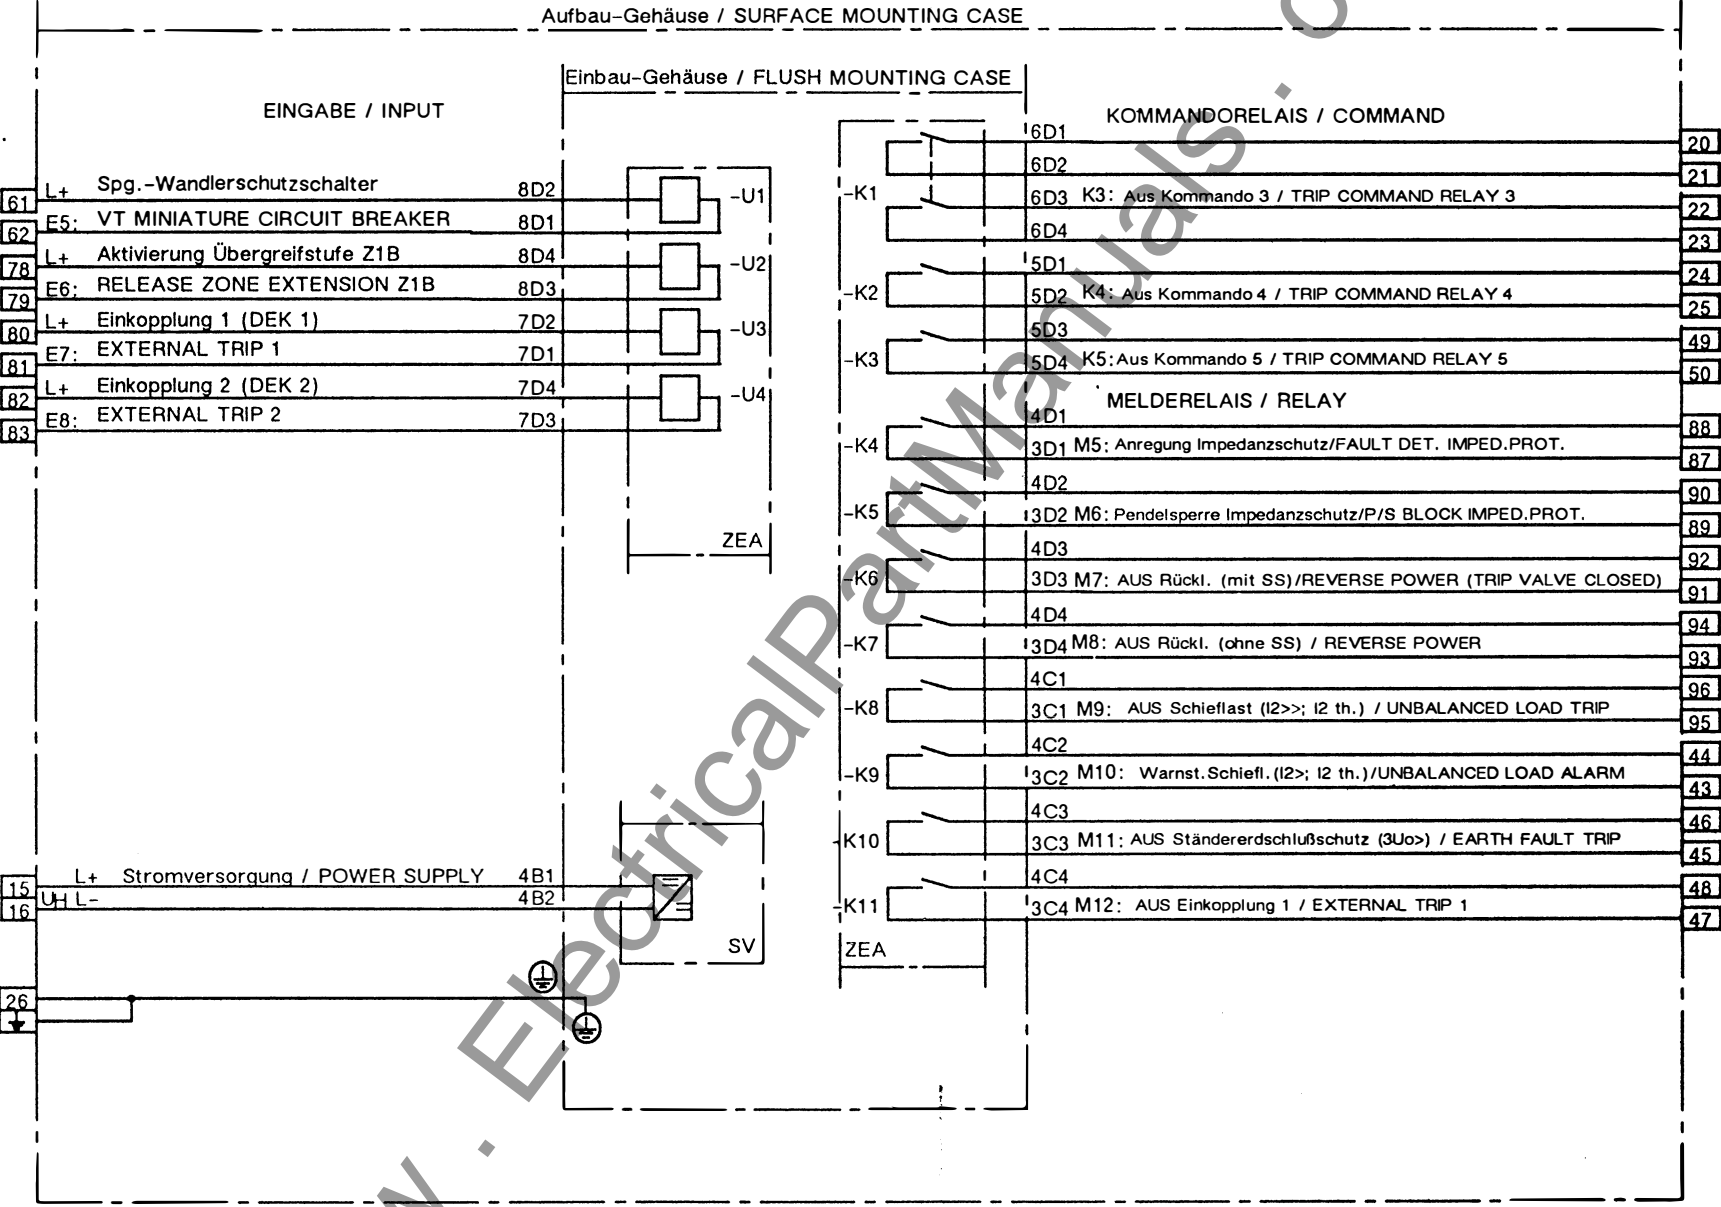 Aufbau-Gehäuse / SURFACE MOUNTING CASE
Einbau-Gehäuse / FLUSH MOUNTING CASE
EINGABE / INPUT
61 L+ Spg.-Wandlerschutzschalter 8D2 -U1
62 E5: VT MINIATURE CIRCUIT BREAKER 8D1
78 L+ Aktivierung Übergreifstufe Z1B 8D4 -U2
79 E6: RELEASE ZONE EXTENSION Z1B 8D3
80 L+ Einkopplung 1 (DEK 1) 7D2 -U3
81 E7: EXTERNAL TRIP 1 7D1
82 L+ Einkopplung 2 (DEK 2) 7D4 -U4
83 E8: EXTERNAL TRIP 2 7D3
ZEA
15 L+ Stromversorgung / POWER SUPPLY 4B1
16 UH L- 4B2
SV
26
KOMMANDORELAIS / COMMAND
6D1 20
6D2 21
-K1
6D3 K3: Aus Kommando 3 / TRIP COMMAND RELAY 3 22
6D4 23
5D1 24
-K2
5D2 K4: Aus Kommando 4 / TRIP COMMAND RELAY 4 25
5D3 49
-K3
5D4 K5: Aus Kommando 5 / TRIP COMMAND RELAY 5 50
MELDERELAIS / RELAY
4D1 88
-K4
3D1 M5: Anregung Impedanzschutz/FAULT DET. IMPED.PROT. 87
4D2 90
-K5
3D2 M6: Pendelsperre Impedanzschutz/P/S BLOCK IMPED.PROT. 89
4D3 92
-K6
3D3 M7: AUS Rückl. (mit SS)/REVERSE POWER (TRIP VALVE CLOSED) 91
4D4 94
-K7
3D4 M8: AUS Rückl. (ohne SS) / REVERSE POWER 93
4C1 96
-K8
3C1 M9: AUS Schieflast (I2>>; I2 th.) / UNBALANCED LOAD TRIP 95
4C2 44
-K9
3C2 M10: Warnst.Schiefl.(I2>; I2 th.)/UNBALANCED LOAD ALARM 43
4C3 46
-K10
3C3 M11: AUS Ständererdschlußschutz (3Uo>) / EARTH FAULT TRIP 45
4C4 48
-K11
3C4 M12: AUS Einkopplung 1 / EXTERNAL TRIP 1 47
ZEA
w . ElectricalPartManuals . o